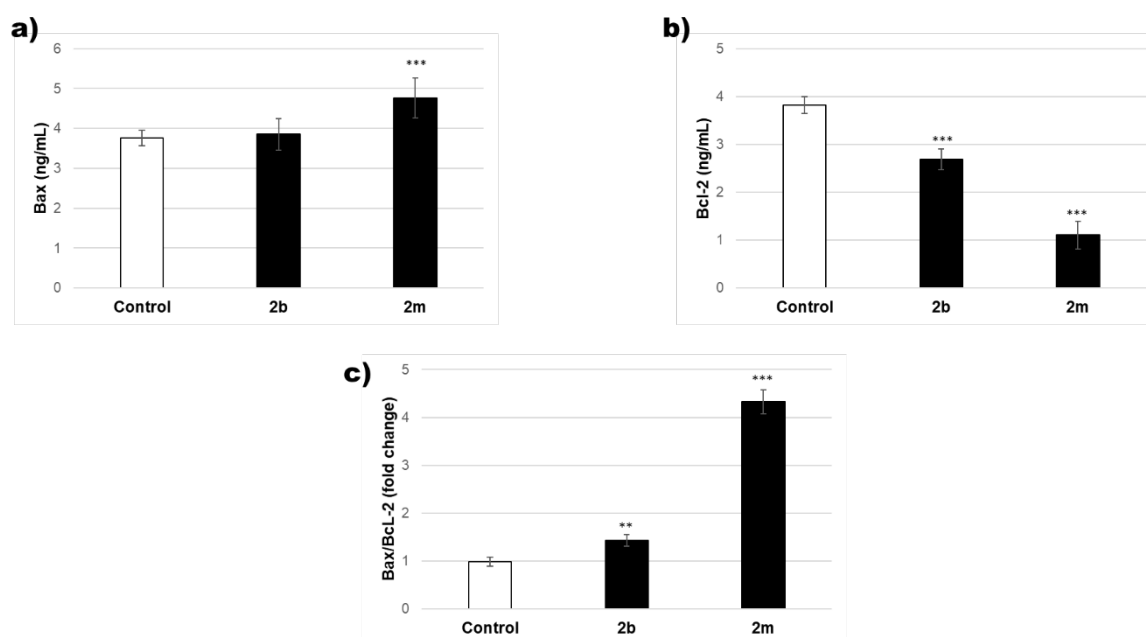 a)
6
5
4
3
2
1
0
Bax (ng/mL)
***
Control 2b 2m
b)
5
4
3
2
1
0
Bcl-2 (ng/mL)
***
***
Control 2b 2m
c)
5
4
3
2
1
0
Bax/BcL-2 (fold change)
**
***
Control 2b 2m